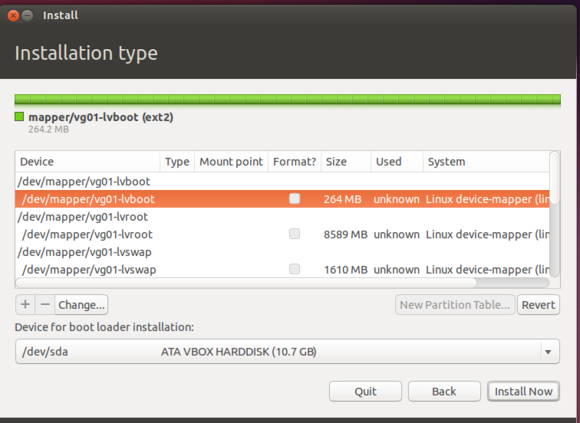 Install
Installation type
mapper/vg01-lvboot (ext2)
264.2 MB
Device Type Mount point Format? Size Used System
/dev/mapper/vg01-lvboot
/dev/mapper/vg01-lvboot 264 MB unknown Linux device-mapper (lin
/dev/mapper/vg01-lvroot
/dev/mapper/vg01-lvroot 8589 MB unknown Linux device-mapper (lin
/dev/mapper/vg01-lvswap
/dev/mapper/vg01-lvswap 1610 MB unknown Linux device-mapper (lin
+ − Change... New Partition Table... Revert
Device for boot loader installation:
/dev/sda ATA VBOX HARDDISK (10.7 GB)
Quit Back Install Now